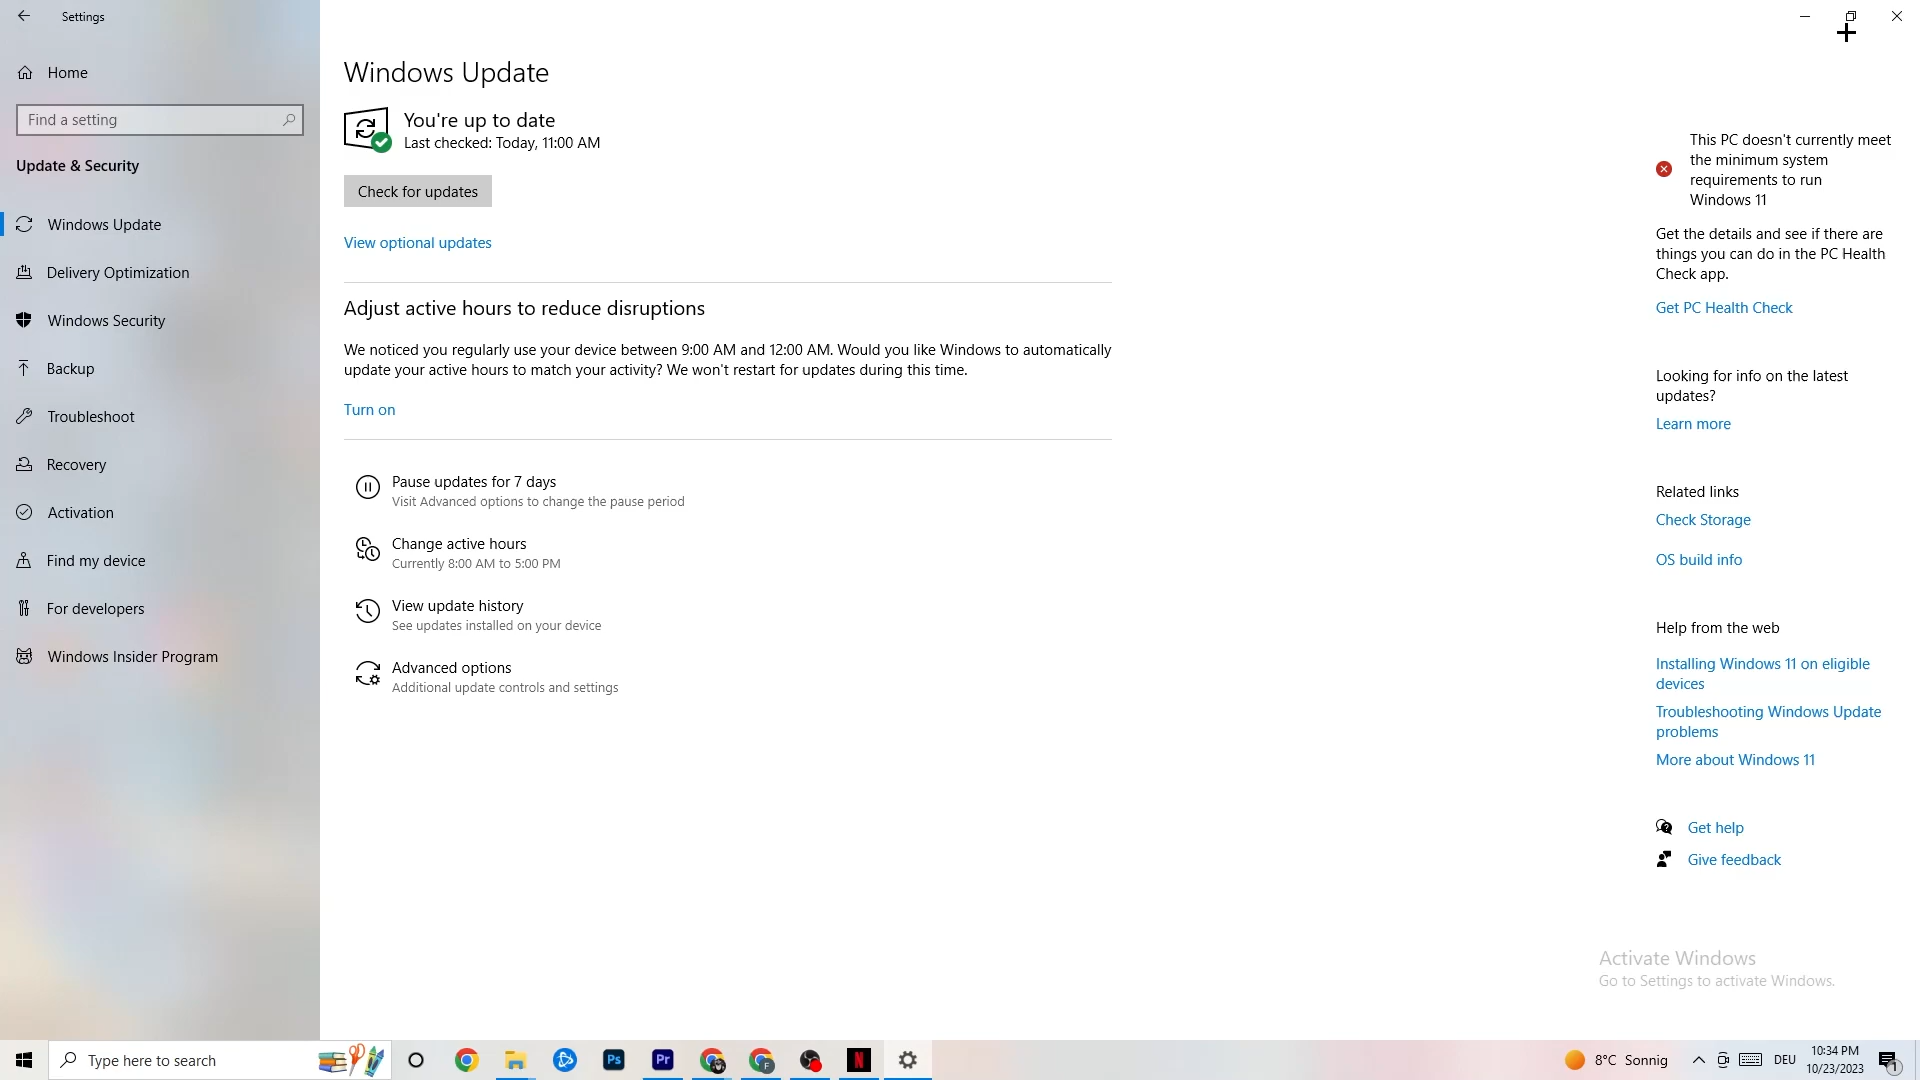 Settings
Home
Find a setting
Update & Security
Windows Update
Delivery Optimization
Windows Security
Backup
Troubleshoot
Recovery
Activation
Find my device
For developers
Windows Insider Program
Windows Update
You're up to date
Last checked: Today, 11:00 AM
Check for updates
View optional updates
Adjust active hours to reduce disruptions
We noticed you regularly use your device between 9:00 AM and 12:00 AM. Would you like Windows to automatically
update your active hours to match your activity? We won't restart for updates during this time.
Turn on
Pause updates for 7 days
Visit Advanced options to change the pause period
Change active hours
Currently 8:00 AM to 5:00 PM
View update history
See updates installed on your device
Advanced options
Additional update controls and settings
This PC doesn't currently meet
the minimum system
requirements to run
Windows 11
Get the details and see if there are
things you can do in the PC Health
Check app.
Get PC Health Check
Looking for info on the latest
updates?
Learn more
Related links
Check Storage
OS build info
Help from the web
Installing Windows 11 on eligible
devices
Troubleshooting Windows Update
problems
More about Windows 11
Get help
Give feedback
Activate Windows
Go to Settings to activate Windows.
Type here to search
Ps
Pr
F
N
8°C Sonnig
DEU
10:34 PM
10/23/2023
1